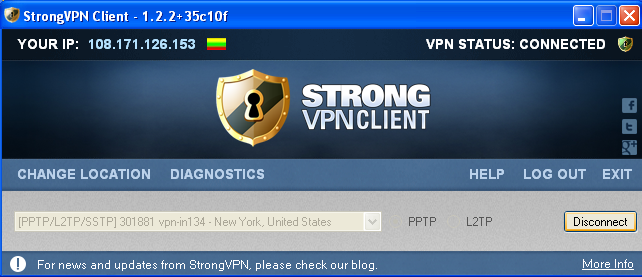 StrongVPN Client - 1.2.2+35c10f
YOUR IP: 108.171.126.153
VPN STATUS: CONNECTED
STRONG
VPNCLIENT
CHANGE LOCATION DIAGNOSTICS HELP LOG OUT EXIT
[PPTP/L2TP/SSTP] 301881 vpn-in134 - New York, United States PPTP L2TP Disconnect
For news and updates from StrongVPN, please check our blog. More Info